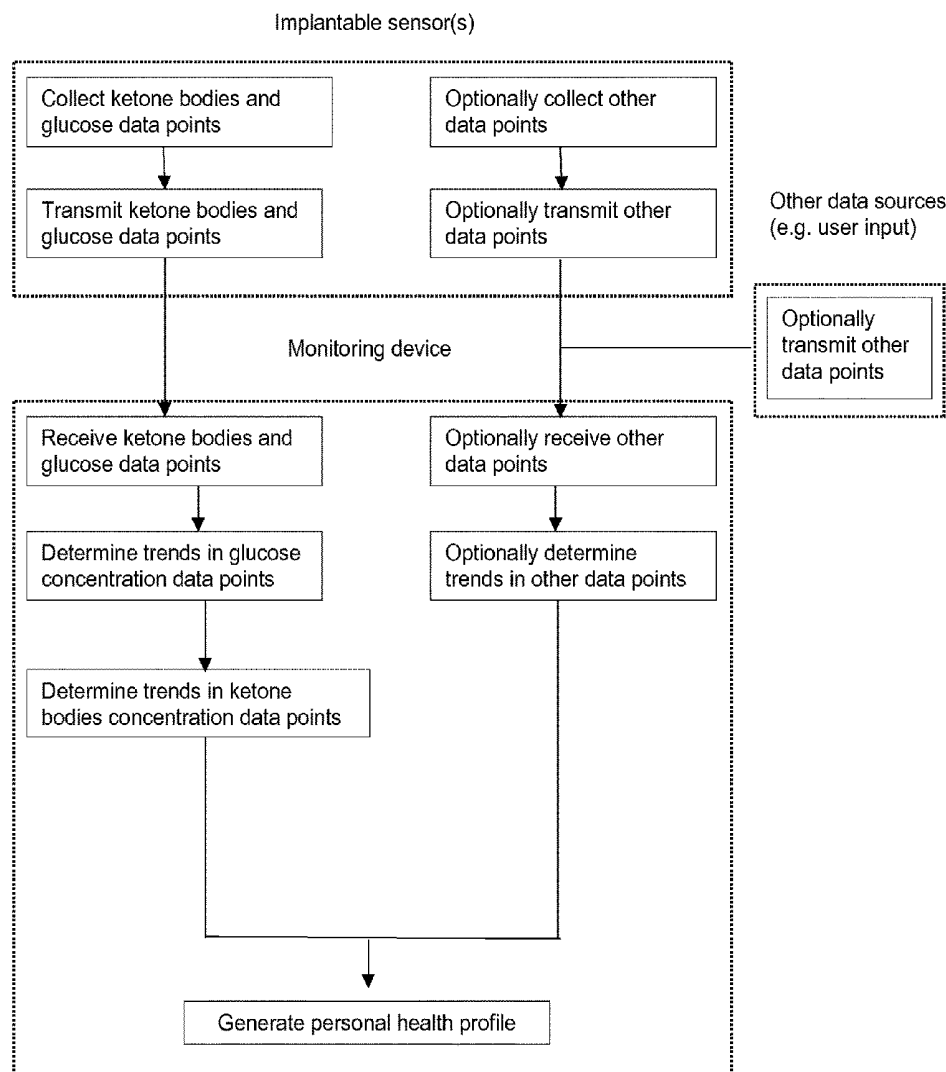 Implantable sensor(s)
Collect ketone bodies and
glucose data points
Optionally collect other
data points
Transmit ketone bodies and
glucose data points
Optionally transmit other
data points
Other data sources
(e.g. user input)
Optionally
transmit other
data points
Monitoring device
Receive ketone bodies and
glucose data points
Optionally receive other
data points
Determine trends in glucose
concentration data points
Optionally determine
trends in other data points
Determine trends in ketone
bodies concentration data points
Generate personal health profile